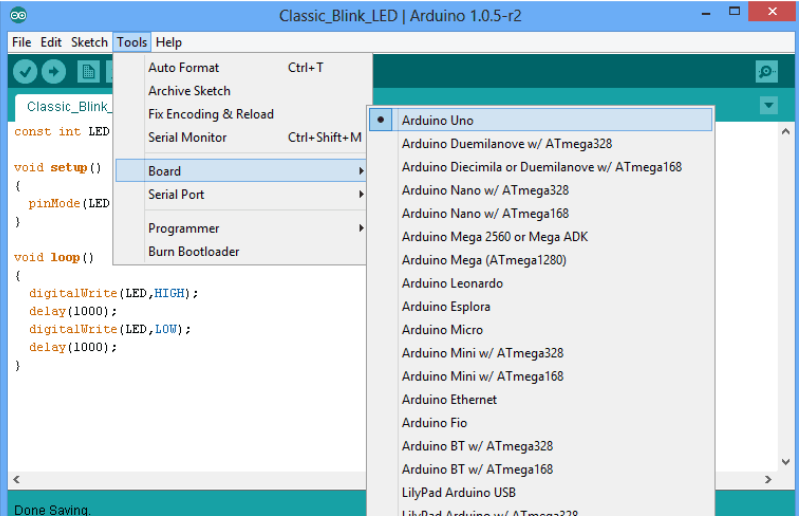 Classic_Blink_LED | Arduino 1.0.5-r2
File Edit Sketch Tools Help
Auto Format Ctrl+T
Archive Sketch
Fix Encoding & Reload
Serial Monitor Ctrl+Shift+M
Board
Serial Port
Programmer
Burn Bootloader
Arduino Uno
Arduino Duemilanove w/ ATmega328
Arduino Diecimila or Duemilanove w/ ATmega168
Arduino Nano w/ ATmega328
Arduino Nano w/ ATmega168
Arduino Mega 2560 or Mega ADK
Arduino Mega (ATmega1280)
Arduino Leonardo
Arduino Esplora
Arduino Micro
Arduino Mini w/ ATmega328
Arduino Mini w/ ATmega168
Arduino Ethernet
Arduino Fio
Arduino BT w/ ATmega328
Arduino BT w/ ATmega168
LilyPad Arduino USB
LilyPad Arduino w/ ATmega328
Classic_Blink_
const int LED
void setup()
{
pinMode(LED
}
void loop()
{
digitalWrite(LED,HIGH);
delay(1000);
digitalWrite(LED,LOW);
delay(1000);
}
Done Saving.